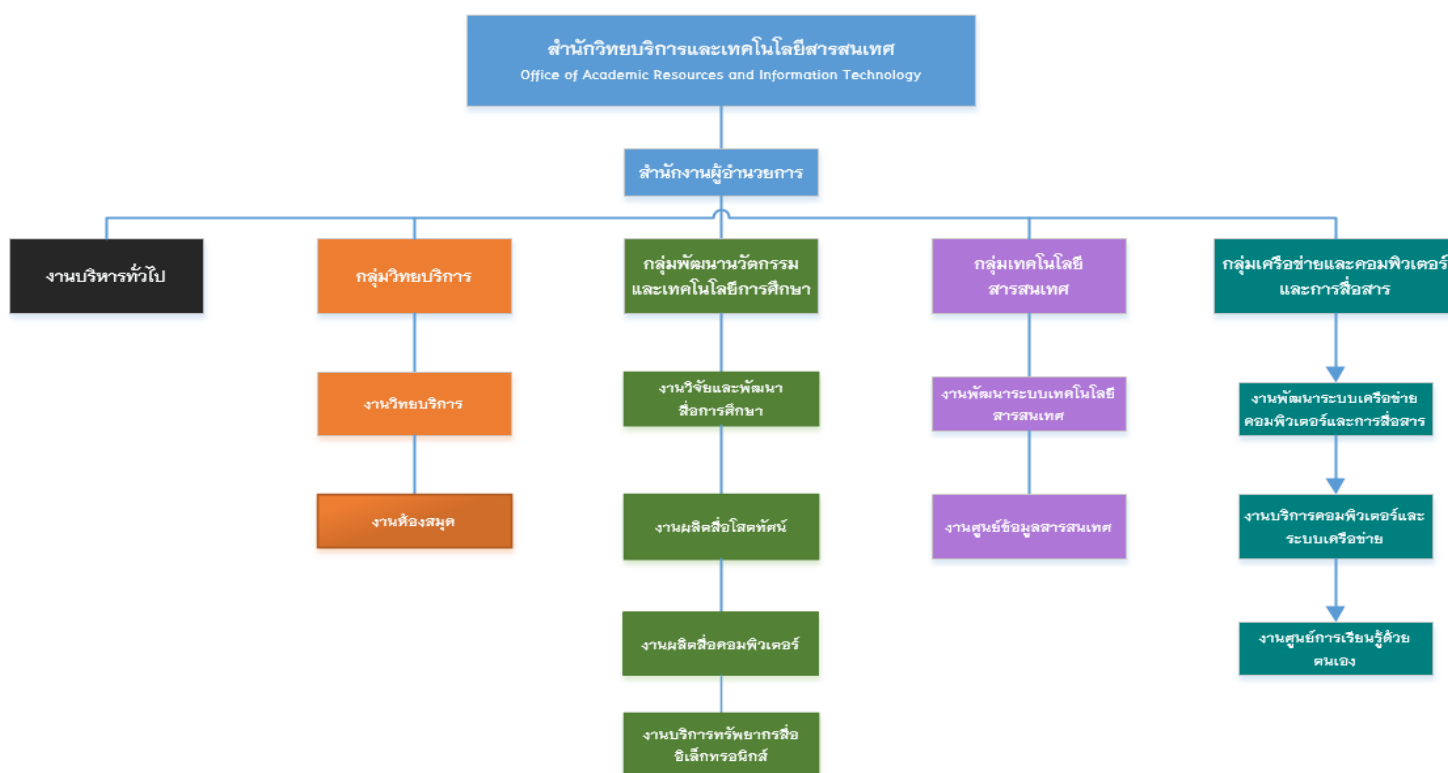 สำนักวิทยบริการและเทคโนโลยีสารสนเทศ
Office of Academic Resources and Information Technology
สำนักงานผู้อำนวยการ
งานบริหารทั่วไป
กลุ่มวิทยบริการ
กลุ่มพัฒนานวัตกรรม
และเทคโนโลยีการศึกษา
กลุ่มเทคโนโลยี
สารสนเทศ
กลุ่มเครือข่ายและคอมพิวเตอร์
และการสื่อสาร
งานวิทยบริการ
งานวิจัยและพัฒนา
สื่อการศึกษา
งานพัฒนาระบบเทคโนโลยี
สารสนเทศ
งานพัฒนาระบบเครือข่าย
คอมพิวเตอร์และการสื่อสาร
งานห้องสมุด
งานผลิตสื่อโสตทัศน์
งานศูนย์ข้อมูลสารสนเทศ
งานบริการคอมพิวเตอร์และ
ระบบเครือข่าย
งานผลิตสื่อคอมพิวเตอร์
งานศูนย์การเรียนรู้ด้วย
ตนเอง
งานบริการทรัพยากรสื่อ
อิเล็กทรอนิกส์